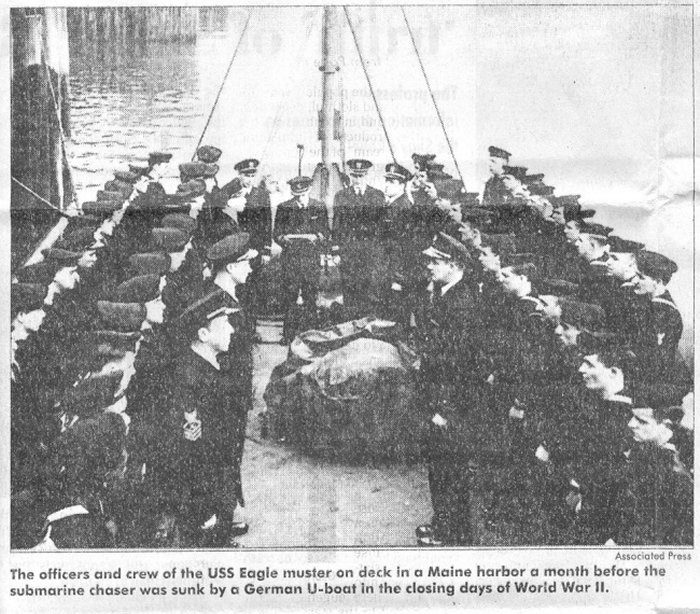 Associated Press
The officers and crew of the USS Eagle muster on deck in a Maine harbor a month before the
submarine chaser was sunk by a German U-boat in the closing days of World War II.